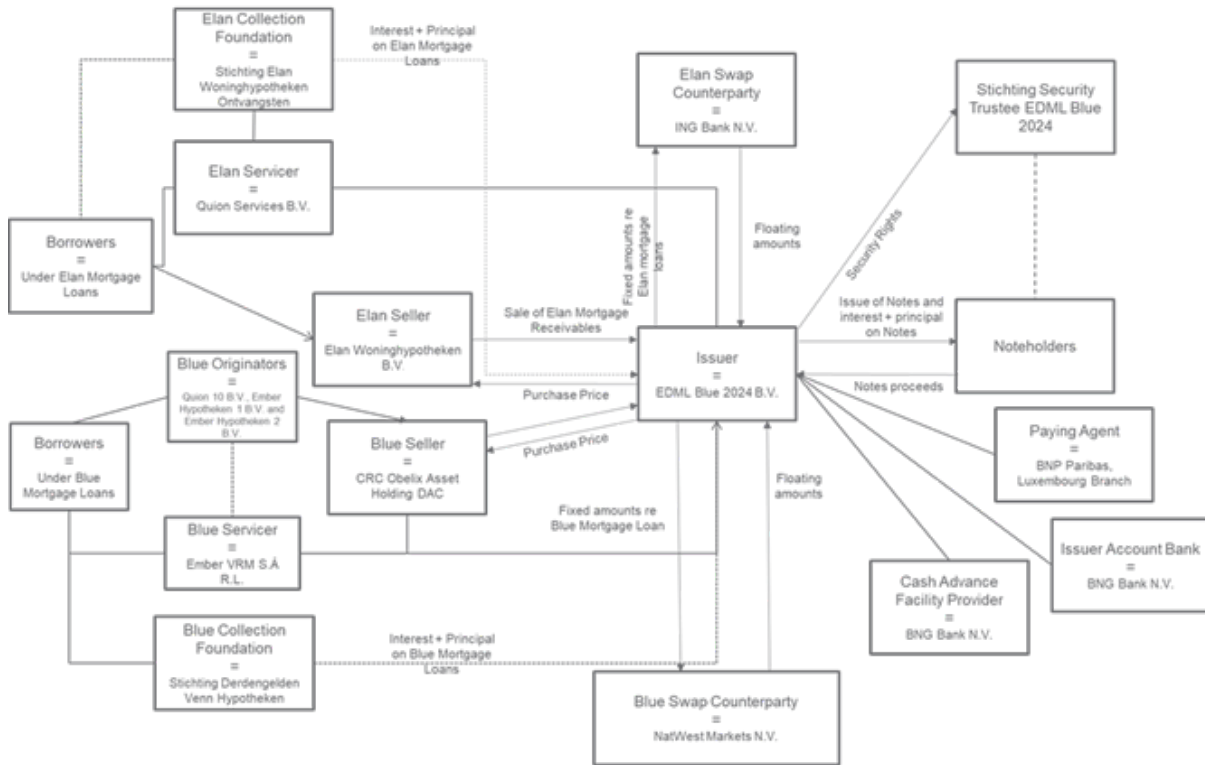 Elan Collection
Foundation
=
Stichting Elan
Woninghypotheken
Ontvangsten
Interest + Principal
on Elan Mortgage
Loans
Elan Swap
Counterparty
=
ING Bank N.V.
Stichting Security
Trustee EDML Blue
2024
Elan Servicer
=
Quion Services B.V.
Borrowers
=
Under Elan Mortgage
Loans
Fixed amounts re
Elan mortgage
loans
Floating
amounts
Security Rights
Elan Seller
=
Elan Woninghypotheken
B.V.
Sale of Elan Mortgage
Receivables
Issuer
=
EDML Blue 2024 B.V.
Issue of Notes and
interest + principal
on Notes
Noteholders
Notes proceeds
Purchase Price
Blue Originators
=
Quion 10 B.V., Ember
Hypotheken 1 B.V. and
Ember Hypotheken 2
B.V.
Borrowers
=
Under Blue
Mortgage Loans
Blue Seller
=
CRC Obelix Asset
Holding DAC
Purchase Price
Paying Agent
=
BNP Paribas,
Luxembourg Branch
Floating
amounts
Fixed amounts re
Blue Mortgage Loan
Blue Servicer
=
Ember VRM S.Á
R.L.
Issuer Account Bank
=
BNG Bank N.V.
Cash Advance
Facility Provider
=
BNG Bank N.V.
Blue Collection
Foundation
=
Stichting Derdengelden
Venn Hypotheken
Interest + Principal
on Blue Mortgage
Loans
Blue Swap Counterparty
=
NatWest Markets N.V.